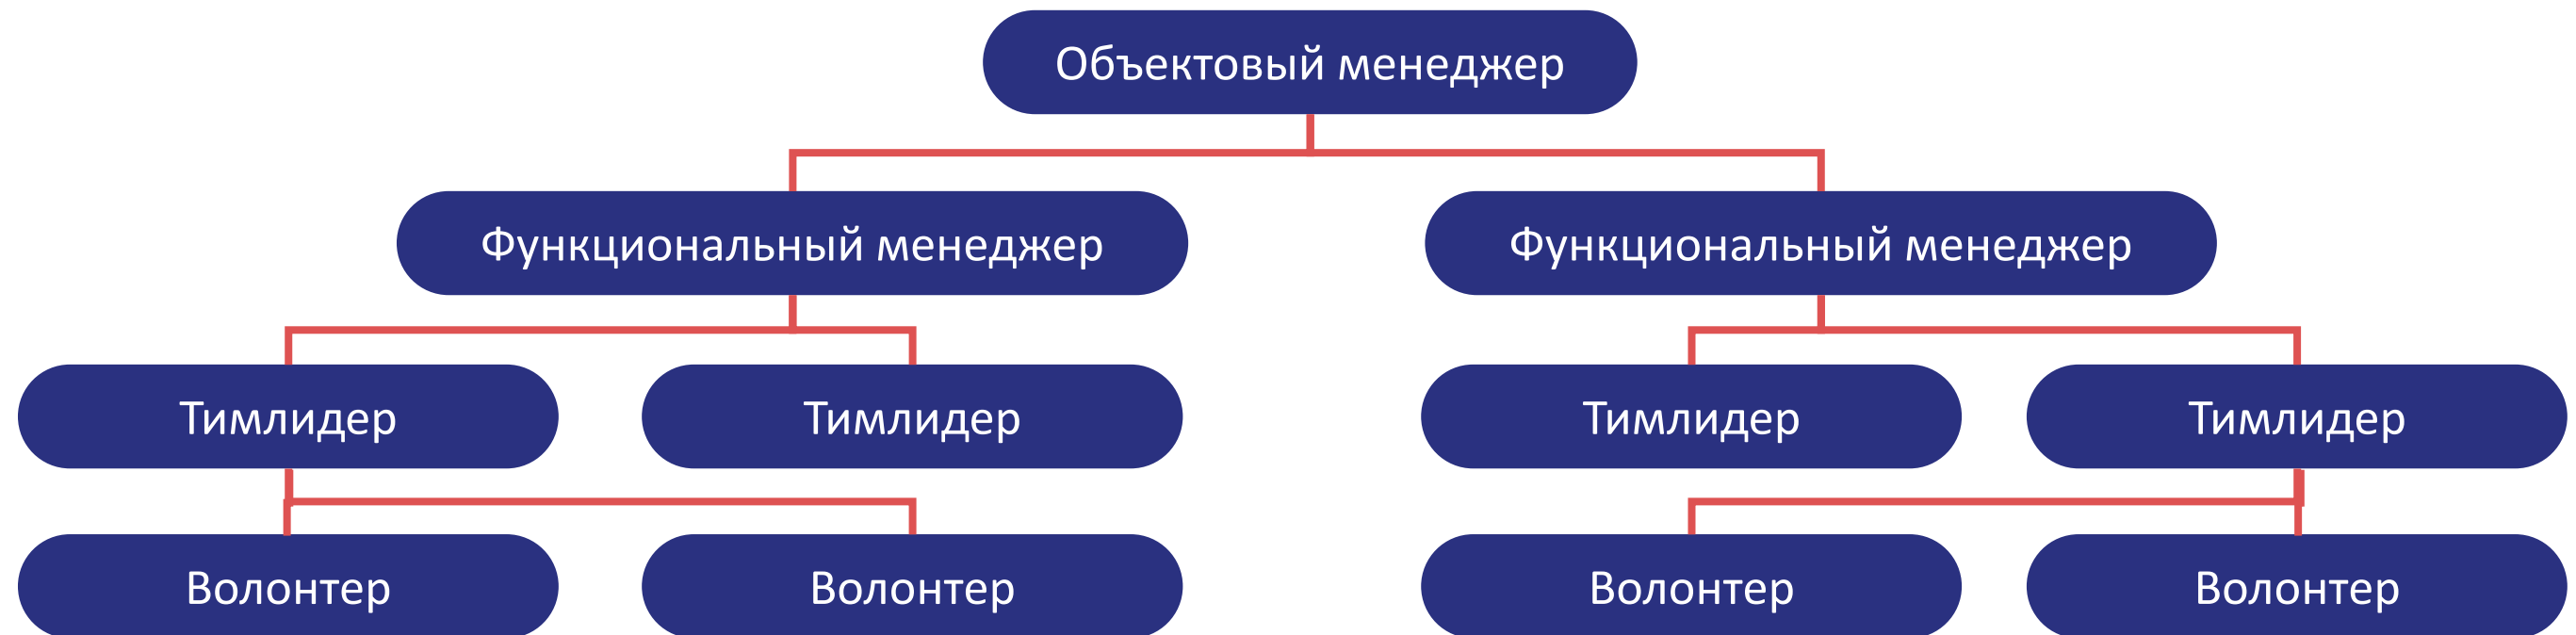 Объектовый менеджер
Функциональный менеджер
Функциональный менеджер
Тимлидер
Тимлидер
Тимлидер
Тимлидер
Волонтер
Волонтер
Волонтер
Волонтер